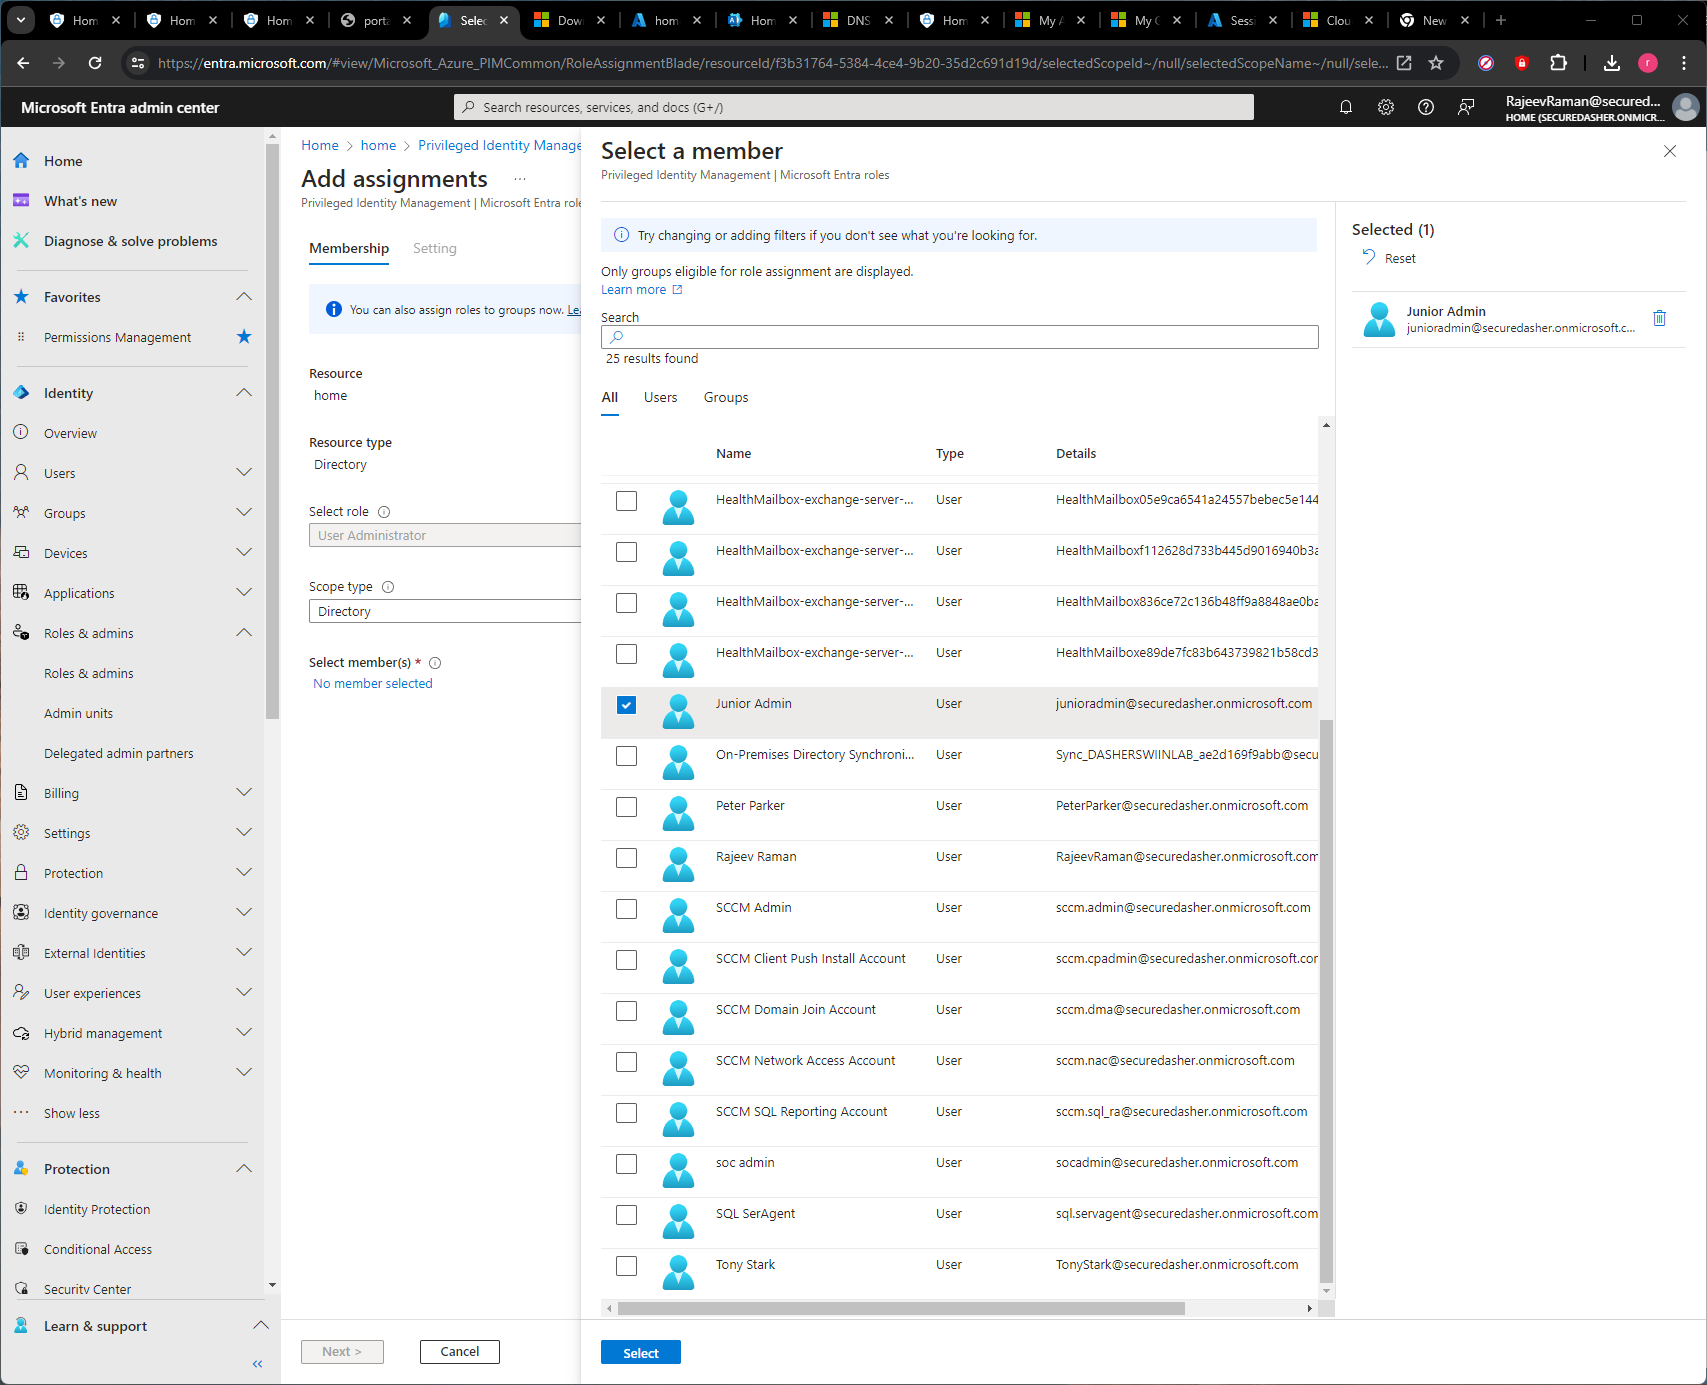 Hom
Hom
Hom
porta
Selec
Dow
hom
Hom
DNS
Hom
My A
My C
Sessi
Clou
New
https://entra.microsoft.com/#view/Microsoft_Azure_PIMCommon/RoleAssignmentBlade/resourceId/f3b31764-5384-4ce4-9b20-35d2c691d19d/selectedScopeId~/null/selectedScopeName~/null/sele...
r
Microsoft Entra admin center
Search resources, services, and docs (G+/)
RajeevRaman@secured...
HOME (SECUREDASHER.ONMICR...
Home
What's new
Diagnose & solve problems
Favorites
Permissions Management
Identity
Overview
Users
Groups
Devices
Applications
Roles & admins
Roles & admins
Admin units
Delegated admin partners
Billing
Settings
Protection
Identity governance
External Identities
User experiences
Hybrid management
Monitoring & health
Show less
Protection
Identity Protection
Conditional Access
Security Center
Learn & support
Home > home > Privileged Identity Manage
Add assignments ...
Privileged Identity Management | Microsoft Entra role
Membership
Setting
You can also assign roles to groups now. Lea
Resource
home
Resource type
Directory
Select role
User Administrator
Scope type
Directory
Select member(s) *
No member selected
Next >
Cancel
Select a member
Privileged Identity Management | Microsoft Entra roles
Try changing or adding filters if you don't see what you're looking for.
Only groups eligible for role assignment are displayed.
Learn more
Search
25 results found
All
Users
Groups
Name Type Details
HealthMailbox-exchange-server-... User HealthMailbox05e9ca6541a24557bebec5e144
HealthMailbox-exchange-server-... User HealthMailboxf112628d733b445d9016940b3a
HealthMailbox-exchange-server-... User HealthMailbox836ce72c136b48ff9a8848ae0ba
HealthMailbox-exchange-server-... User HealthMailboxe89de7fc83b643739821b58cd3
Junior Admin User junioradmin@securedasher.onmicrosoft.com
On-Premises Directory Synchroni... User Sync_DASHERSWIINLAB_ae2d169f9abb@secu
Peter Parker User PeterParker@securedasher.onmicrosoft.com
Rajeev Raman User RajeevRaman@securedasher.onmicrosoft.com
SCCM Admin User sccm.admin@securedasher.onmicrosoft.com
SCCM Client Push Install Account User sccm.cpadmin@securedasher.onmicrosoft.cor
SCCM Domain Join Account User sccm.dma@securedasher.onmicrosoft.com
SCCM Network Access Account User sccm.nac@securedasher.onmicrosoft.com
SCCM SQL Reporting Account User sccm.sql_ra@securedasher.onmicrosoft.com
soc admin User socadmin@securedasher.onmicrosoft.com
SQL SerAgent User sql.servagent@securedasher.onmicrosoft.com
Tony Stark User TonyStark@securedasher.onmicrosoft.com
Select
Selected (1)
Reset
Junior Admin
junioradmin@securedasher.onmicrosoft.c...